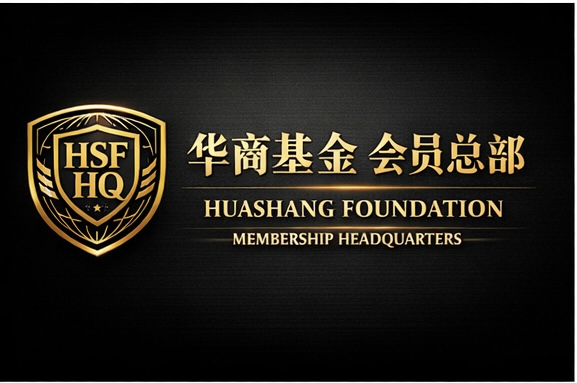 HSF
HQ
华商基金 会员总部
HUASHANG FOUNDATION
MEMBERSHIP HEADQUARTERS